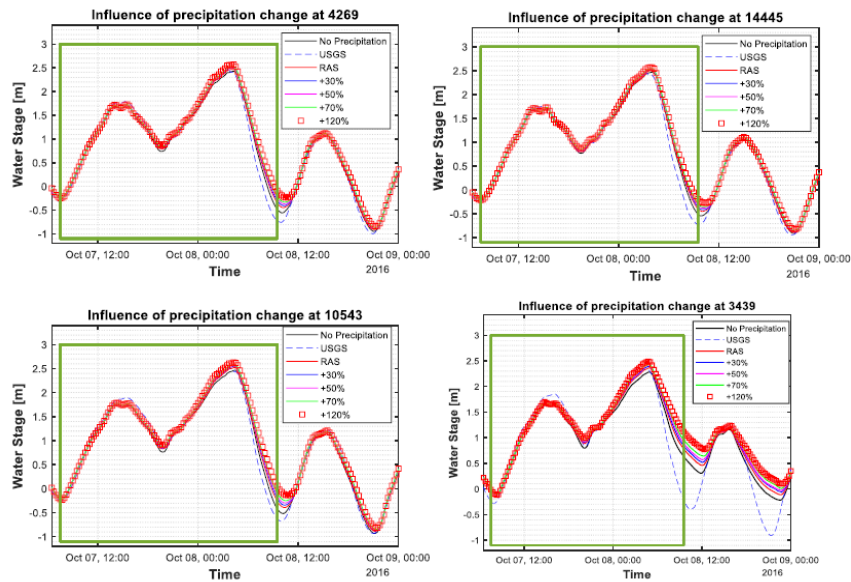 Influence of precipitation change at 4269
Water Stage [m]
3
2.5
2
1.5
1
0.5
0
-0.5
-1
No Precipitation
USGS
RAS
+30%
+50%
+70%
+120%
Oct 07, 12:00
Oct 08, 00:00
Oct 08, 12:00
Oct 09, 00:00
2016
Time
Influence of precipitation change at 14445
Water Stage [m]
3
2.5
2
1.5
1
0.5
0
-0.5
-1
No Precipitation
USGS
RAS
+30%
+50%
+70%
+120%
Oct 07, 12:00
Oct 08, 00:00
Oct 08, 12:00
Oct 09, 00:00
2016
Time
Influence of precipitation change at 10543
Water Stage [m]
3
2.5
2
1.5
1
0.5
0
-0.5
-1
No Precipitation
USGS
RAS
+30%
+50%
+70%
+120%
Oct 07, 12:00
Oct 08, 00:00
Oct 08, 12:00
Oct 09, 00:00
2016
Time
Influence of precipitation change at 3439
Water Stage [m]
3
2.5
2
1.5
1
0.5
0
-0.5
-1
No Precipitation
USGS
RAS
+30%
+50%
+70%
+120%
Oct 07, 12:00
Oct 08, 00:00
Oct 08, 12:00
Oct 09, 00:00
2016
Time